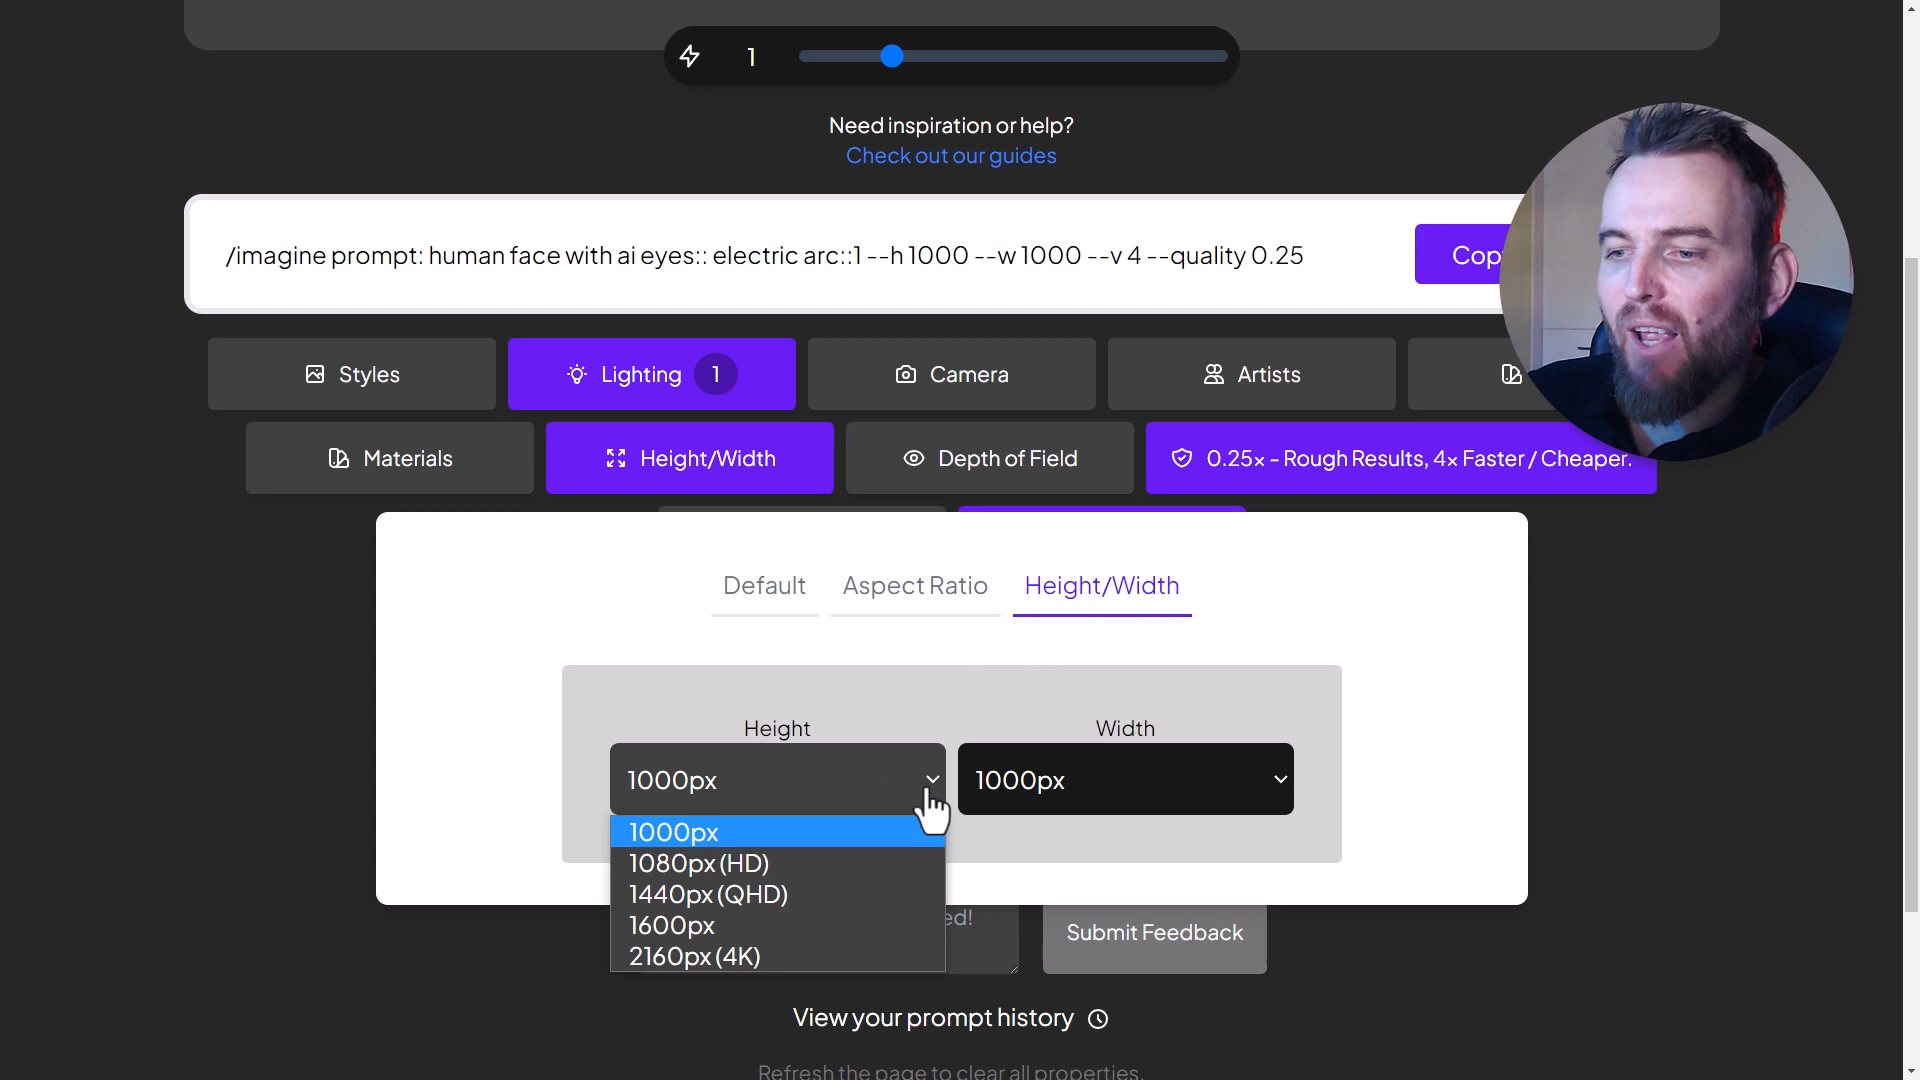 1
Need inspiration or help?
Check out our guides
/imagine prompt: human face with ai eyes:: electric arc::1 --h 1000 --w 1000 --v 4 --quality 0.25
Cop
Styles
Lighting 1
Camera
Artists
Materials
Height/Width
Depth of Field
0.25x - Rough Results, 4x Faster / Cheaper.
Default
Aspect Ratio
Height/Width
Height
Width
1000px
1000px
1000px
1080px (HD)
1440px (QHD)
1600px
2160px (4K)
ed!
Submit Feedback
View your prompt history
Refresh the page to clear all properties.